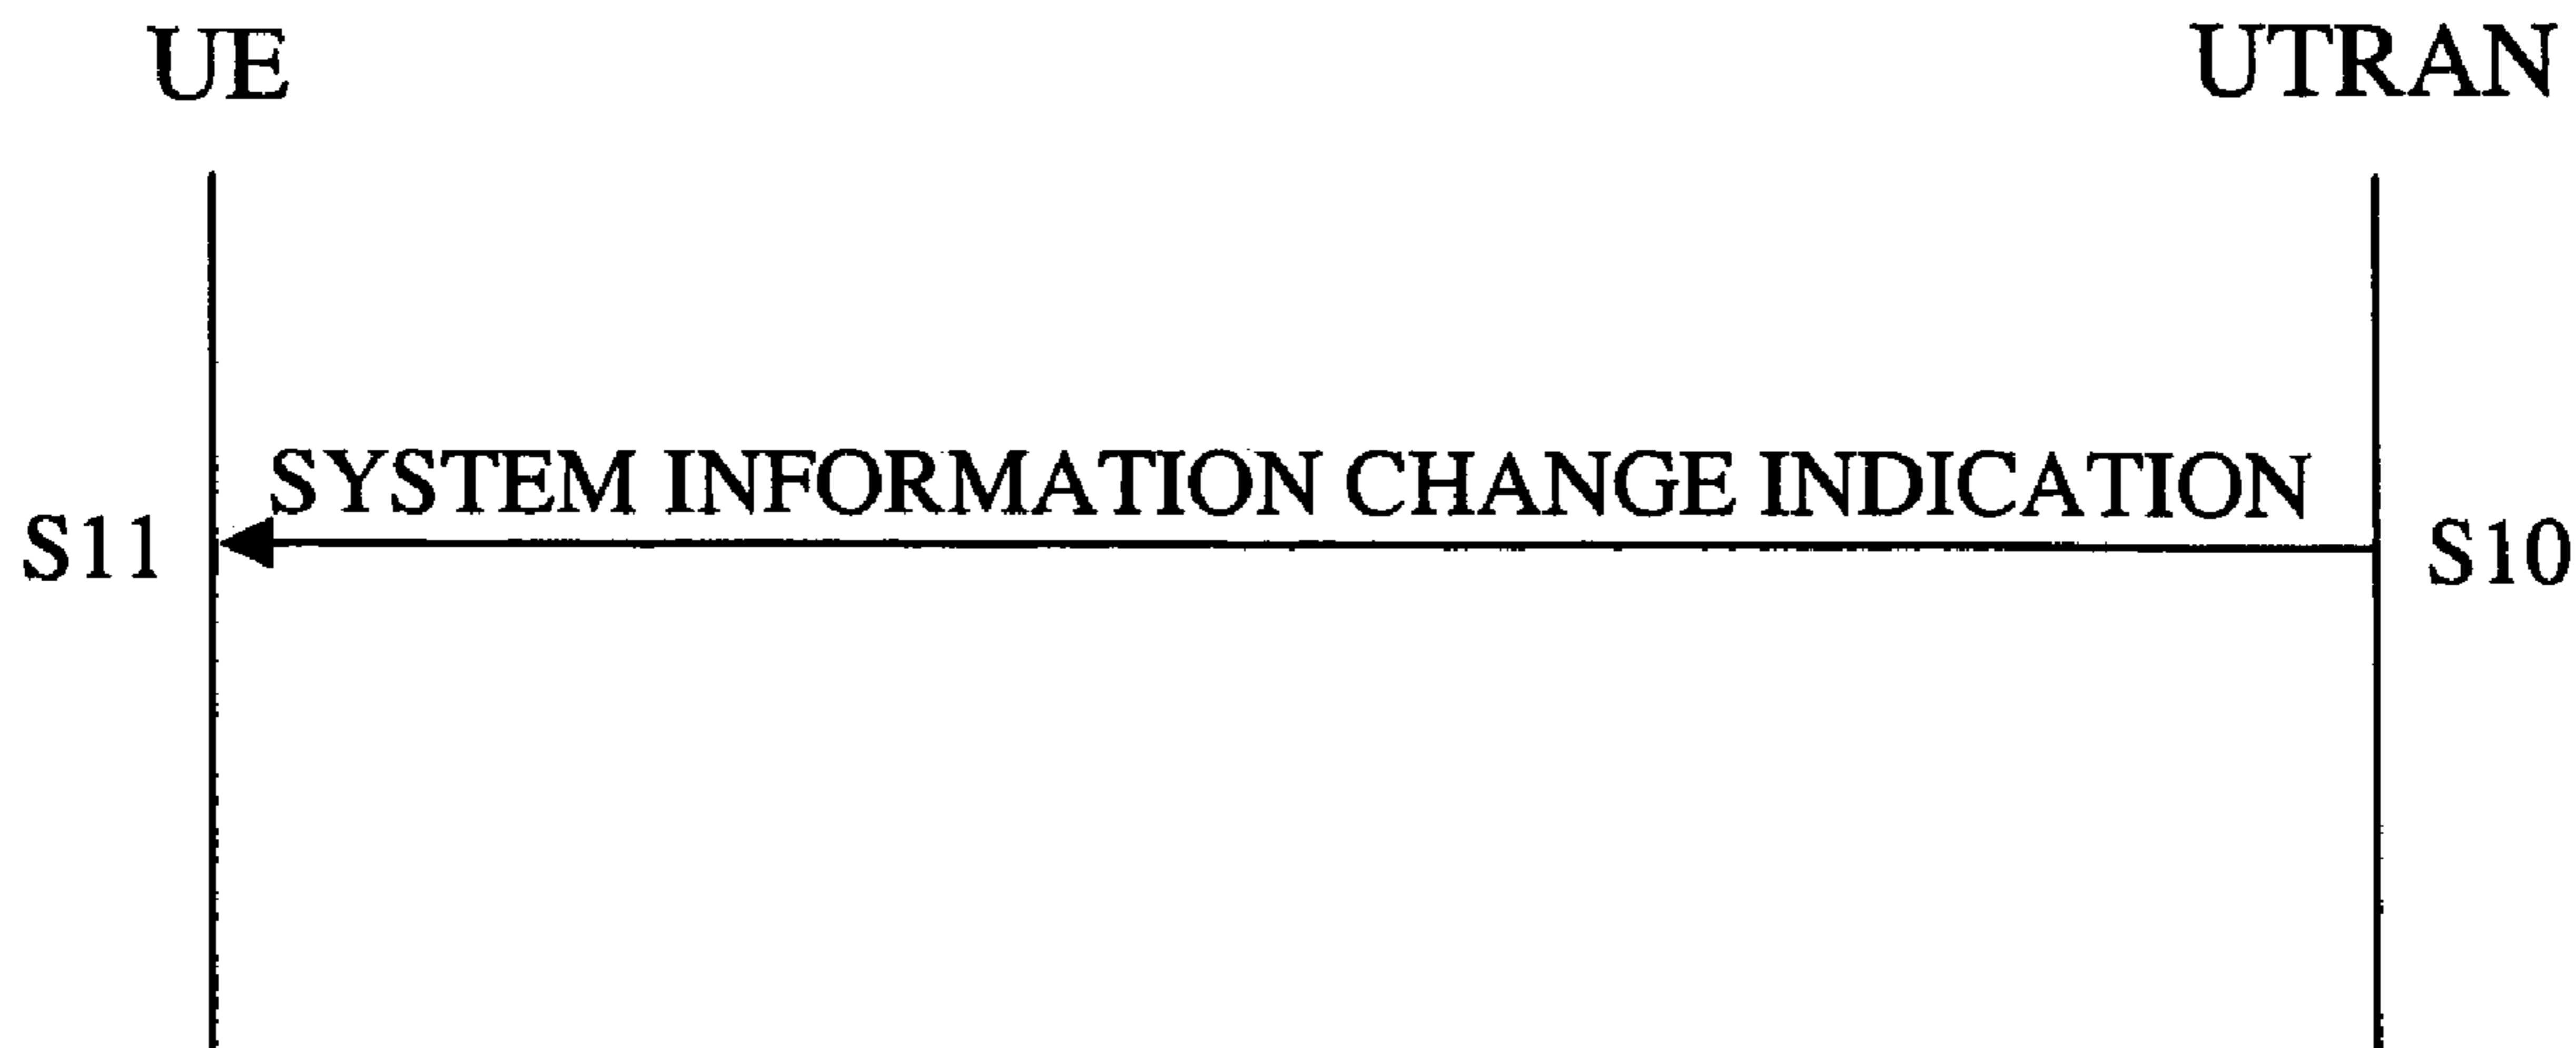 UE UTRAN
SYSTEM INFORMATION CHANGE INDICATION
S11 S10